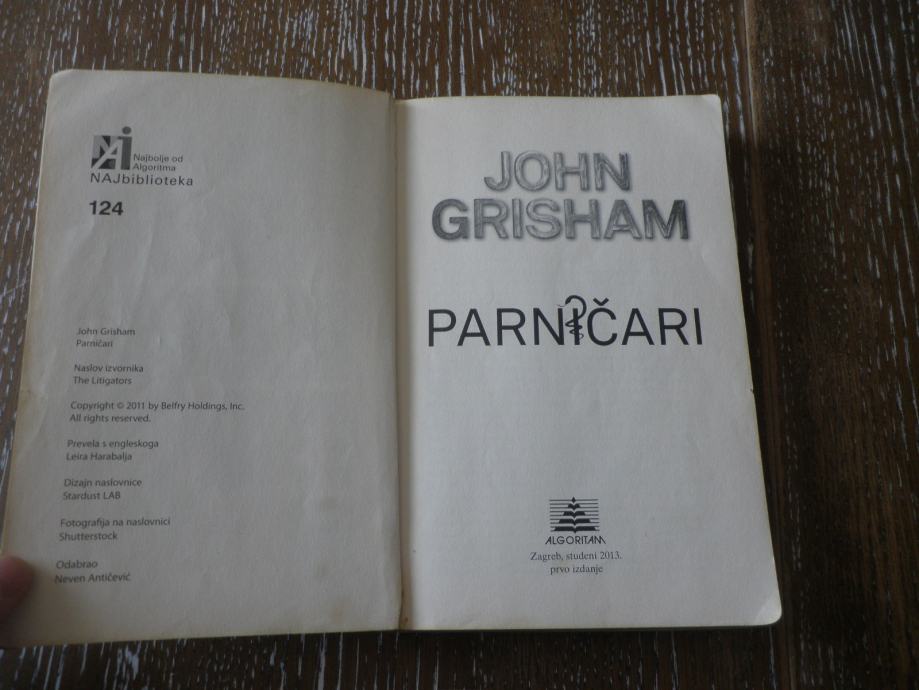 NAJ
Najbolje od
Algoritma
NAJbiblioteka
124
John Grisham
Parničari
Naslov izvornika
The Litigators
Copyright © 2011 by Belfry Holdings, Inc.
All rights reserved.
Prevela s engleskoga
Leira Harabalja
Dizajn naslovnice
Stardust LAB
Fotografija na naslovnici
Shutterstock
Odabrao
Neven Antičević
JOHN
GRISHAM
PARNIČARI
ALGORITAM
Zagreb, studeni 2013.
prvo izdanje